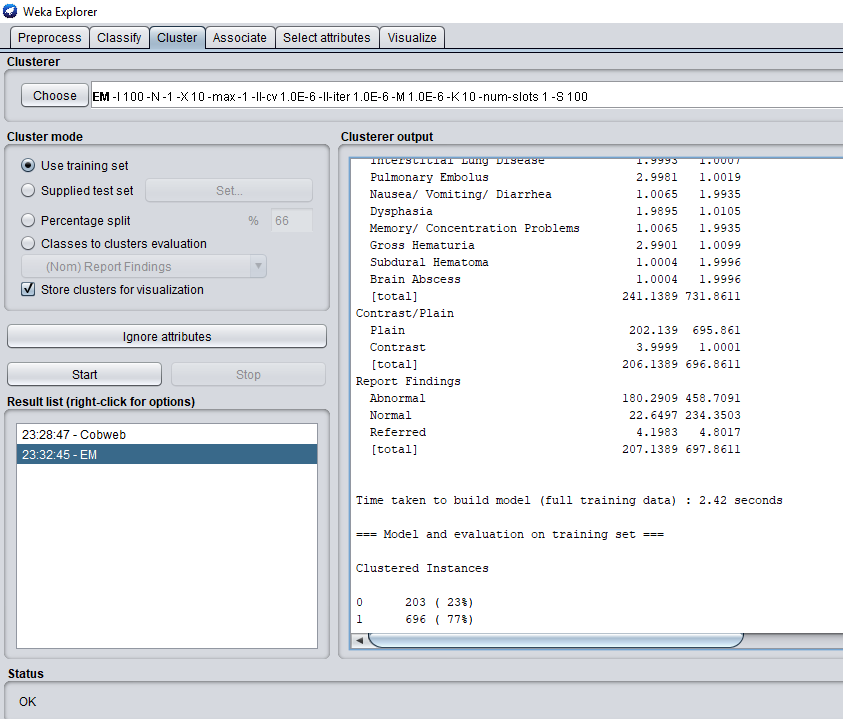 Weka Explorer
Preprocess Classify Cluster Associate Select attributes Visualize
Clusterer
Choose EM -I 100 -N -1 -X 10 -max -1 -ll-cv 1.0E-6 -ll-iter 1.0E-6 -M 1.0E-6 -K 10 -num-slots 1 -S 100
Cluster mode
Use training set
Supplied test set Set...
Percentage split % 66
Classes to clusters evaluation
(Nom) Report Findings
Store clusters for visualization
Ignore attributes
Start Stop
Result list (right-click for options)
23:28:47 - Cobweb
23:32:45 - EM
Clusterer output
Interstitial Lung Disease 1.9993 1.0007
Pulmonary Embolus 2.9981 1.0019
Nausea/ Vomiting/ Diarrhea 1.0065 1.9935
Dysphasia 1.9895 1.0105
Memory/ Concentration Problems 1.0065 1.9935
Gross Hematuria 2.9901 1.0099
Subdural Hematoma 1.0004 1.9996
Brain Abscess 1.0004 1.9996
[total] 241.1389 731.8611
Contrast/Plain
Plain 202.139 695.861
Contrast 3.9999 1.0001
[total] 206.1389 696.8611
Report Findings
Abnormal 180.2909 458.7091
Normal 22.6497 234.3503
Referred 4.1983 4.8017
[total] 207.1389 697.8611
Time taken to build model (full training data) : 2.42 seconds
=== Model and evaluation on training set ===
Clustered Instances
0 203 ( 23%)
1 696 ( 77%)
Status
OK